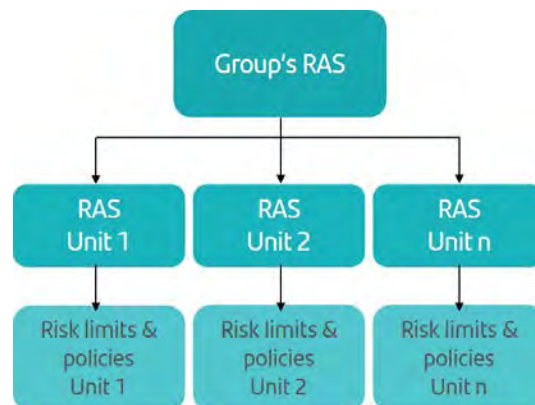 Group's RAS
RAS
Unit 1
RAS
Unit 2
RAS
Unit n
Risk limits &
policies
Unit 1
Risk limits &
policies
Unit 2
Risk limits &
policies
Unit n